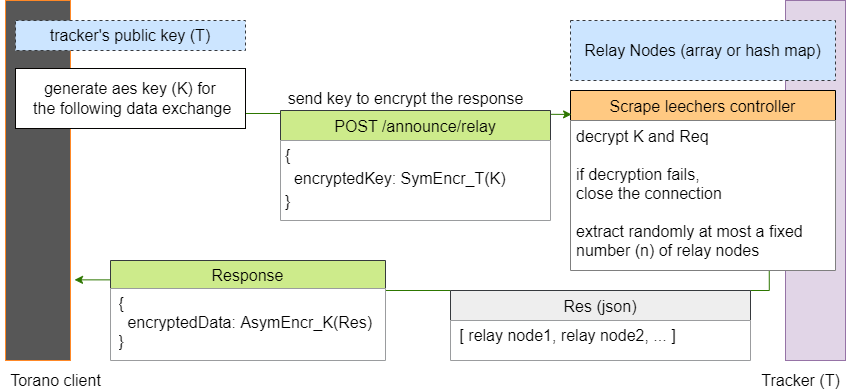 tracker's public key (T)
Relay Nodes (array or hash map)
generate aes key (K) for
the following data exchange
send key to encrypt the response
POST /announce/relay
{
encryptedKey: SymEncr_T(K)
}
Scrape leechers controller
decrypt K and Req
if decryption fails,
close the connection
extract randomly at most a fixed
number (n) of relay nodes
Response
{
encryptedData: AsymEncr_K(Res)
}
Res (json)
[ relay node1, relay node2, ... ]
Torano client
Tracker (T)